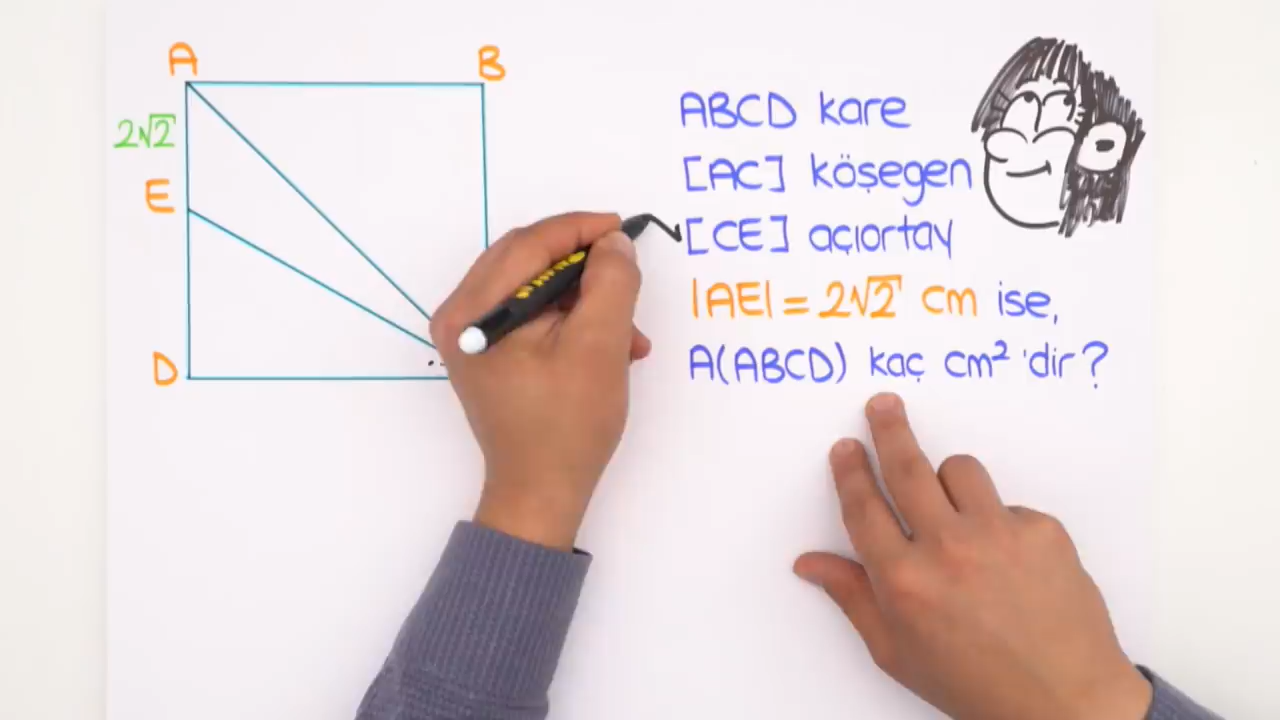 A
B
2√2
E
D
ABCD kare
[AC] köşegen
[CE] açıortay
|AE| = 2√2 cm ise,
A(ABCD) kaç cm² 'dir?